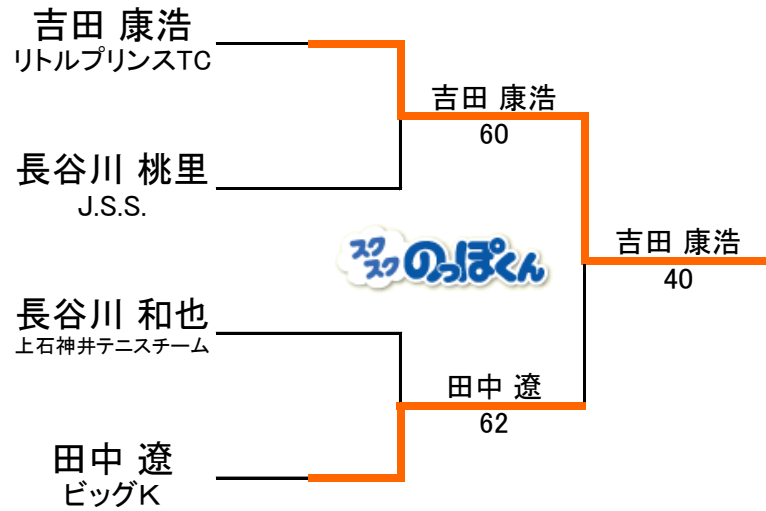 吉田 康浩
リトルプリンスTC
吉田 康浩
60
長谷川 桃里
J.S.S.
スクスク
のっぽくん
吉田 康浩
40
長谷川 和也
上石神井テニスチーム
田中 遼
62
田中 遼
ビッグK